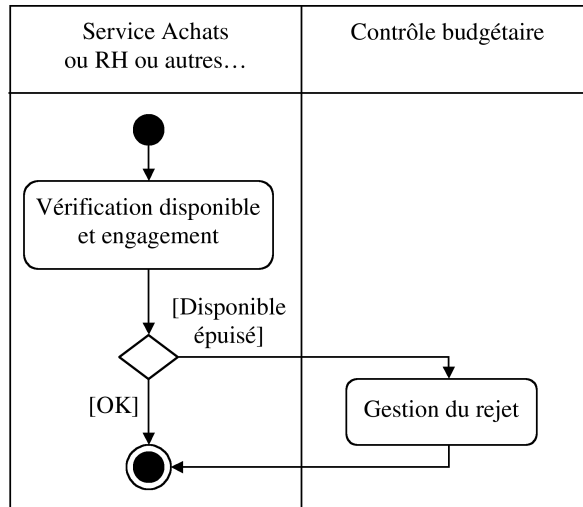 Service Achats
ou RH ou autres…
Contrôle budgétaire
Vérification disponible
et engagement
[Disponible
épuisé]
[OK]
Gestion du rejet